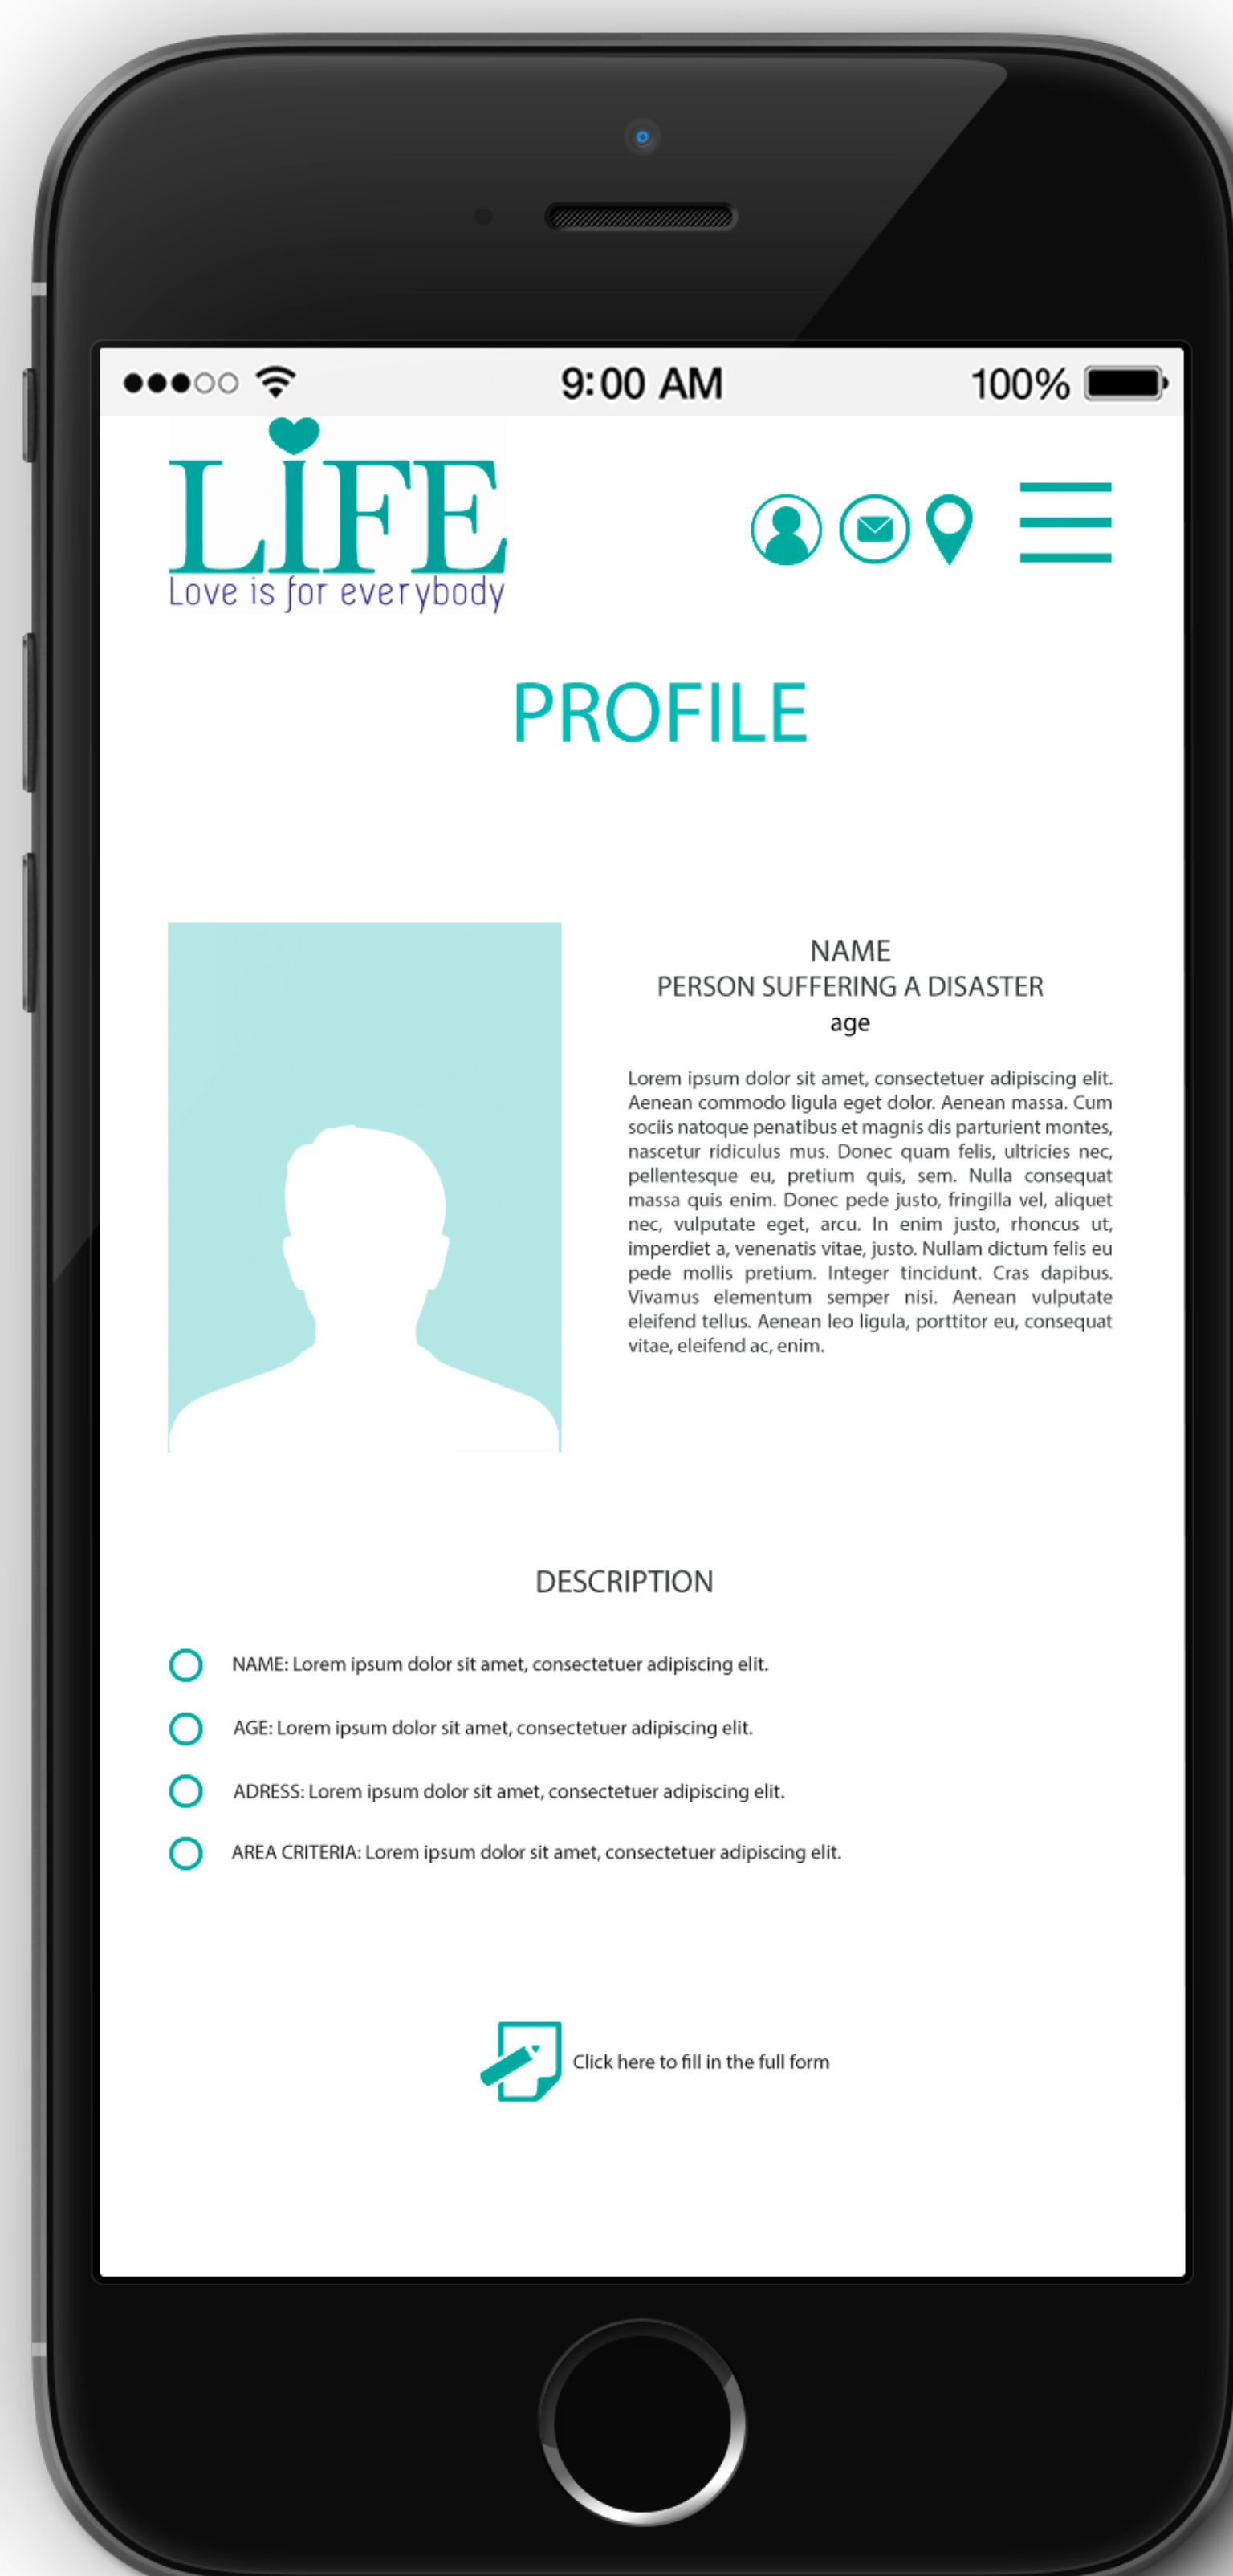 9:00 AM
100%
LIFE
Love is for everybody
PROFILE
NAME
PERSON SUFFERING A DISASTER
age
Lorem ipsum dolor sit amet, consectetuer adipiscing elit.
Aenean commodo ligula eget dolor. Aenean massa. Cum
sociis natoque penatibus et magnis dis parturient montes,
nascetur ridiculus mus. Donec quam felis, ultricies nec,
pellentesque eu, pretium quis, sem. Nulla consequat
massa quis enim. Donec pede justo, fringilla vel, aliquet
nec, vulputate eget, arcu. In enim justo, rhoncus ut,
imperdiet a, venenatis vitae, justo. Nullam dictum felis eu
pede mollis pretium. Integer tincidunt. Cras dapibus.
Vivamus elementum semper nisi. Aenean vulputate
eleifend tellus. Aenean leo ligula, porttitor eu, consequat
vitae, eleifend ac, enim.
DESCRIPTION
NAME: Lorem ipsum dolor sit amet, consectetuer adipiscing elit.
AGE: Lorem ipsum dolor sit amet, consectetuer adipiscing elit.
ADRESS: Lorem ipsum dolor sit amet, consectetuer adipiscing elit.
AREA CRITERIA: Lorem ipsum dolor sit amet, consectetuer adipiscing elit.
Click here to fill in the full form